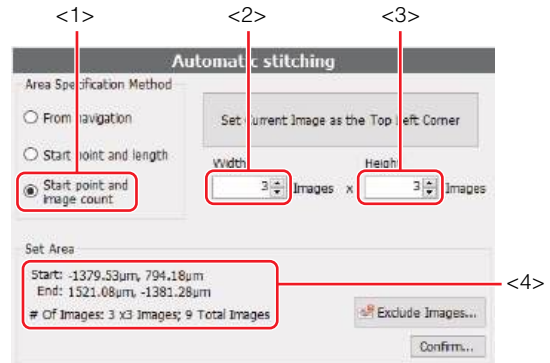 <1> <2> <3>
Automatic stitching
Area Specification Method
From navigation
Set Current Image as the Top Left Corner
Start point and length
Width Height
Start point and
image count
3 Images x 3 Images
Set Area
Start: -1379.53µm, 794.18µm
End: 1521.08µm, -1381.28µm
<4>
# Of Images: 3 x3 Images; 9 Total Images
Exclude Images...
Confirm...